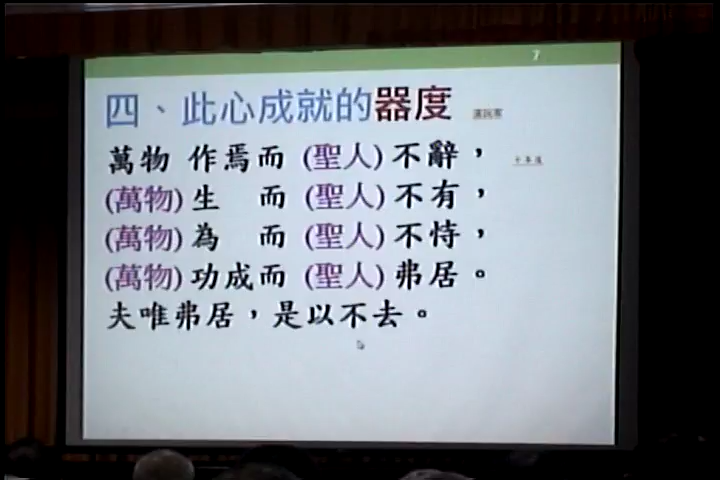 7
四、此心成就的器度
萬物 作焉而 (聖人) 不辭，
(萬物) 生 而 (聖人) 不有，
(萬物) 為 而 (聖人) 不恃，
(萬物) 功成而 (聖人) 弗居。
夫唯弗居，是以不去。